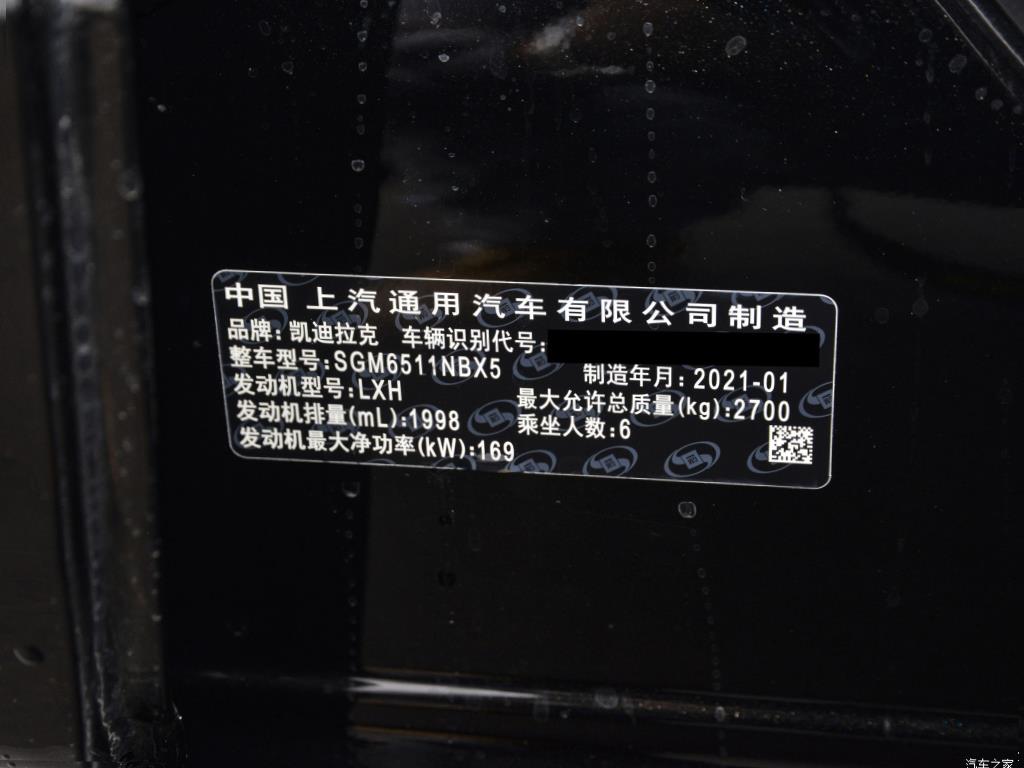 中国 上汽通用汽车有限公司制造
品牌：凯迪拉克 车辆识别代号：
整车型号：SGM6511NBX5 制造年月：2021-01
发动机型号：LXH 最大允许总质量(kg)：2700
发动机排量(mL)：1998 乘坐人数：6
发动机最大净功率(kW)：169
汽车之家